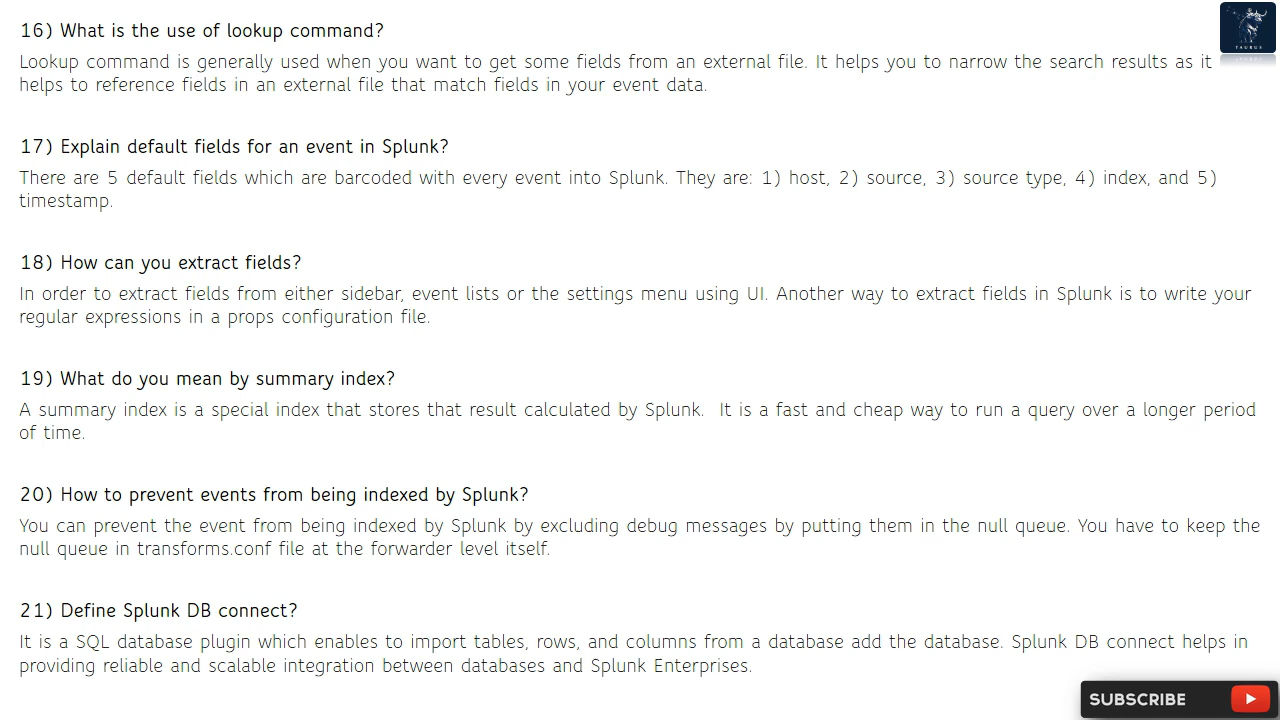 16) What is the use of lookup command?
Lookup command is generally used when you want to get some fields from an external file. It helps you to narrow the search results as it
helps to reference fields in an external file that match fields in your event data.
17) Explain default fields for an event in Splunk?
There are 5 default fields which are barcoded with every event into Splunk. They are: 1) host, 2) source, 3) source type, 4) index, and 5)
timestamp.
18) How can you extract fields?
In order to extract fields from either sidebar, event lists or the settings menu using UI. Another way to extract fields in Splunk is to write your
regular expressions in a props configuration file.
19) What do you mean by summary index?
A summary index is a special index that stores that result calculated by Splunk.  It is a fast and cheap way to run a query over a longer period
of time.
20) How to prevent events from being indexed by Splunk?
You can prevent the event from being indexed by Splunk by excluding debug messages by putting them in the null queue. You have to keep the
null queue in transforms.conf file at the forwarder level itself.
21) Define Splunk DB connect?
It is a SQL database plugin which enables to import tables, rows, and columns from a database add the database. Splunk DB connect helps in
providing reliable and scalable integration between databases and Splunk Enterprises.
TAURUS
SUBSCRIBE